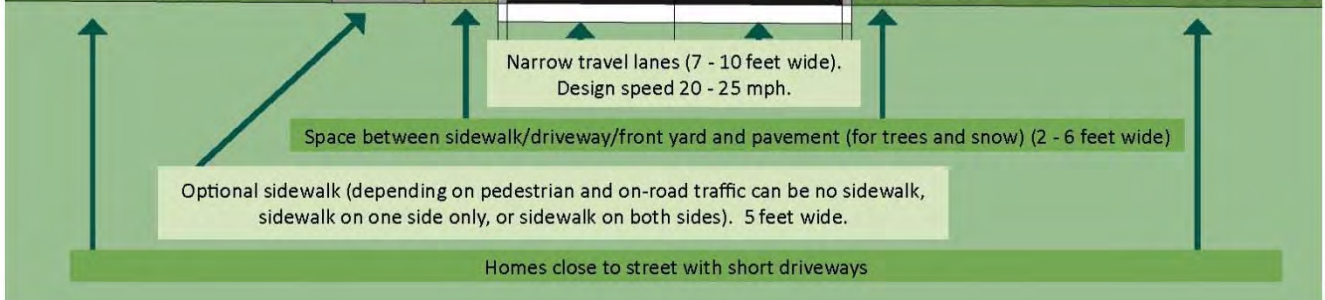 Narrow travel lanes (7 - 10 feet wide).
Design speed 20 - 25 mph.
Space between sidewalk/driveway/front yard and pavement (for trees and snow) (2 - 6 feet wide)
Optional sidewalk (depending on pedestrian and on-road traffic can be no sidewalk,
sidewalk on one side only, or sidewalk on both sides).  5 feet wide.
Homes close to street with short driveways